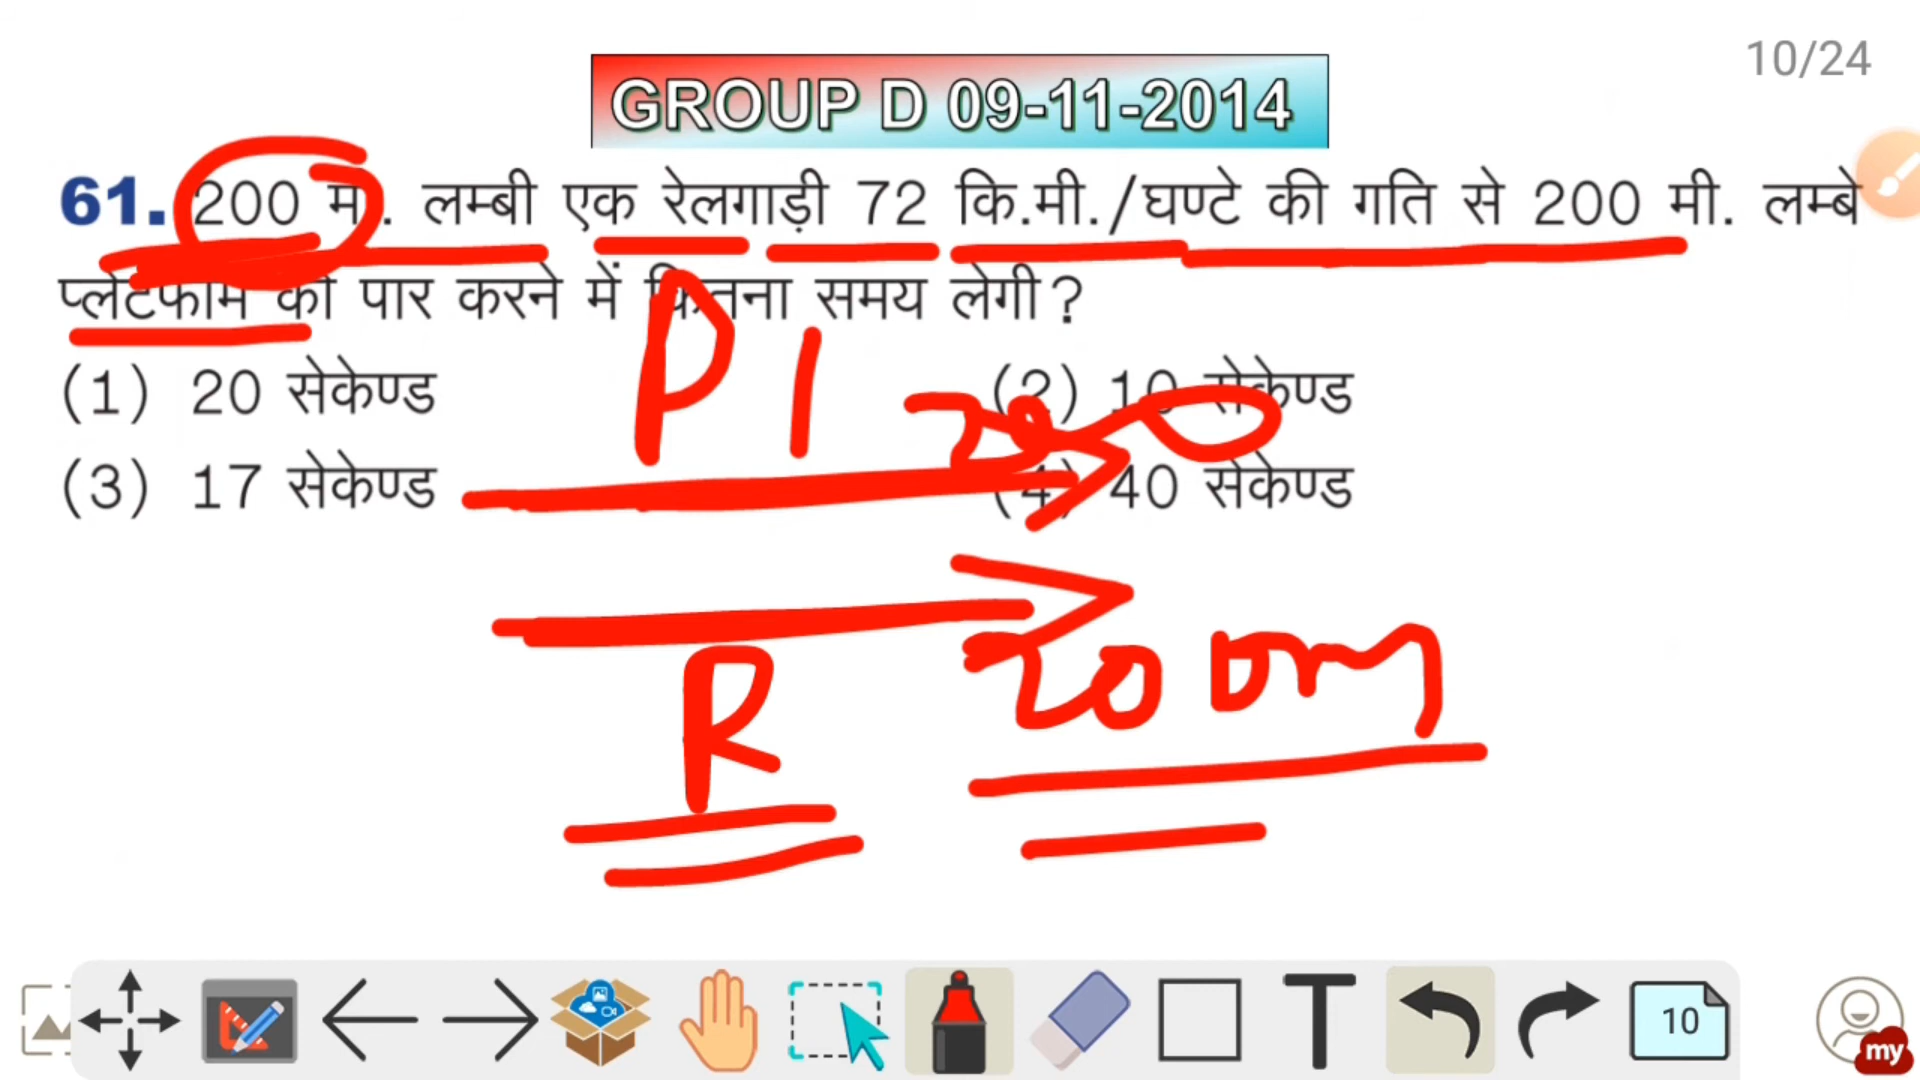 10/24
GROUP D 09-11-2014
61. 200 म. लम्बी एक रेलगाड़ी 72 कि.मी./घण्टे की गति से 200 मी. लम्बे
प्लेटफार्म को पार करने में कितना समय लेगी?
(1) 20 सेकेण्ड (2) 10 सेकेण्ड
(3) 17 सेकेण्ड (4) 40 सेकेण्ड
Pl 200
R 200m
T 10
my